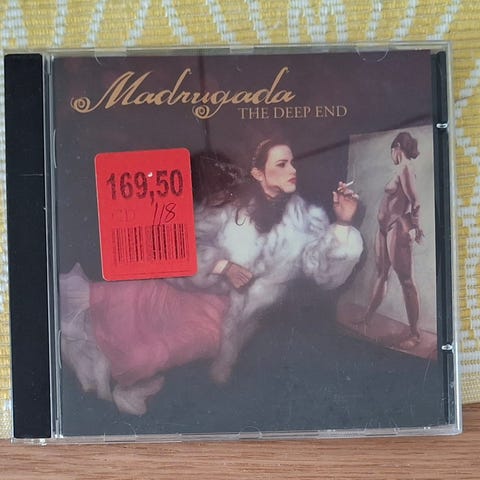 Madrugada
THE DEEP END
169,50
CD 118